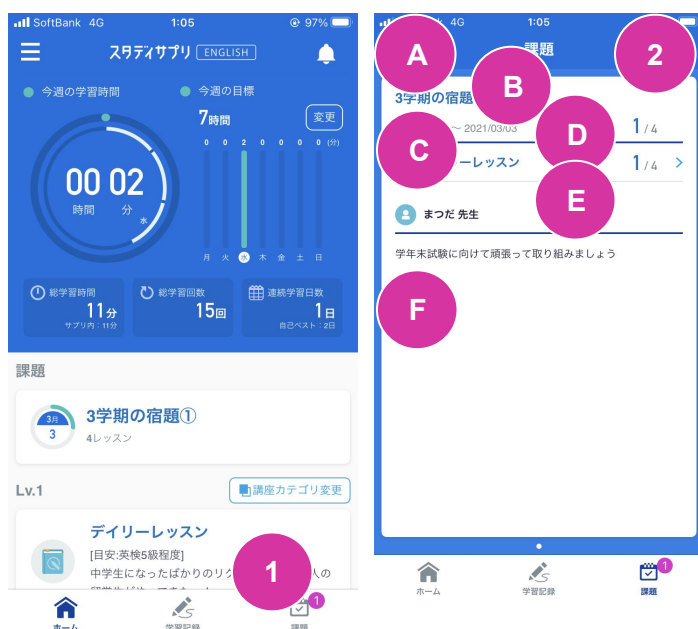 SoftBank 4G 1:05 97%
スタディサプリ ENGLISH
今週の学習時間
今週の目標
7時間
変更
0 0 2 0 0 0 0 (分)
00 02
時間 分
水
月 火 水 木 金 土 日
総学習時間
11分
サプリ内：11分
総学習回数
15回
連続学習日数
1日
自己ベスト：2日
課題
3月
3
3学期の宿題①
4レッスン
Lv.1
講座カテゴリ変更
デイリーレッスン
[目安:英検5級程度]
中学生になったばかりのリク
人の
1
1
ホーム
学習記録
課題
4G 1:05
A
課題
2
B
3学期の宿題
～ 2021/03/03
C
D
1/4
ーレッスン
1/4
E
まつだ 先生
学年末試験に向けて頑張って取り組みましょう
F
1
ホーム
学習記録
課題